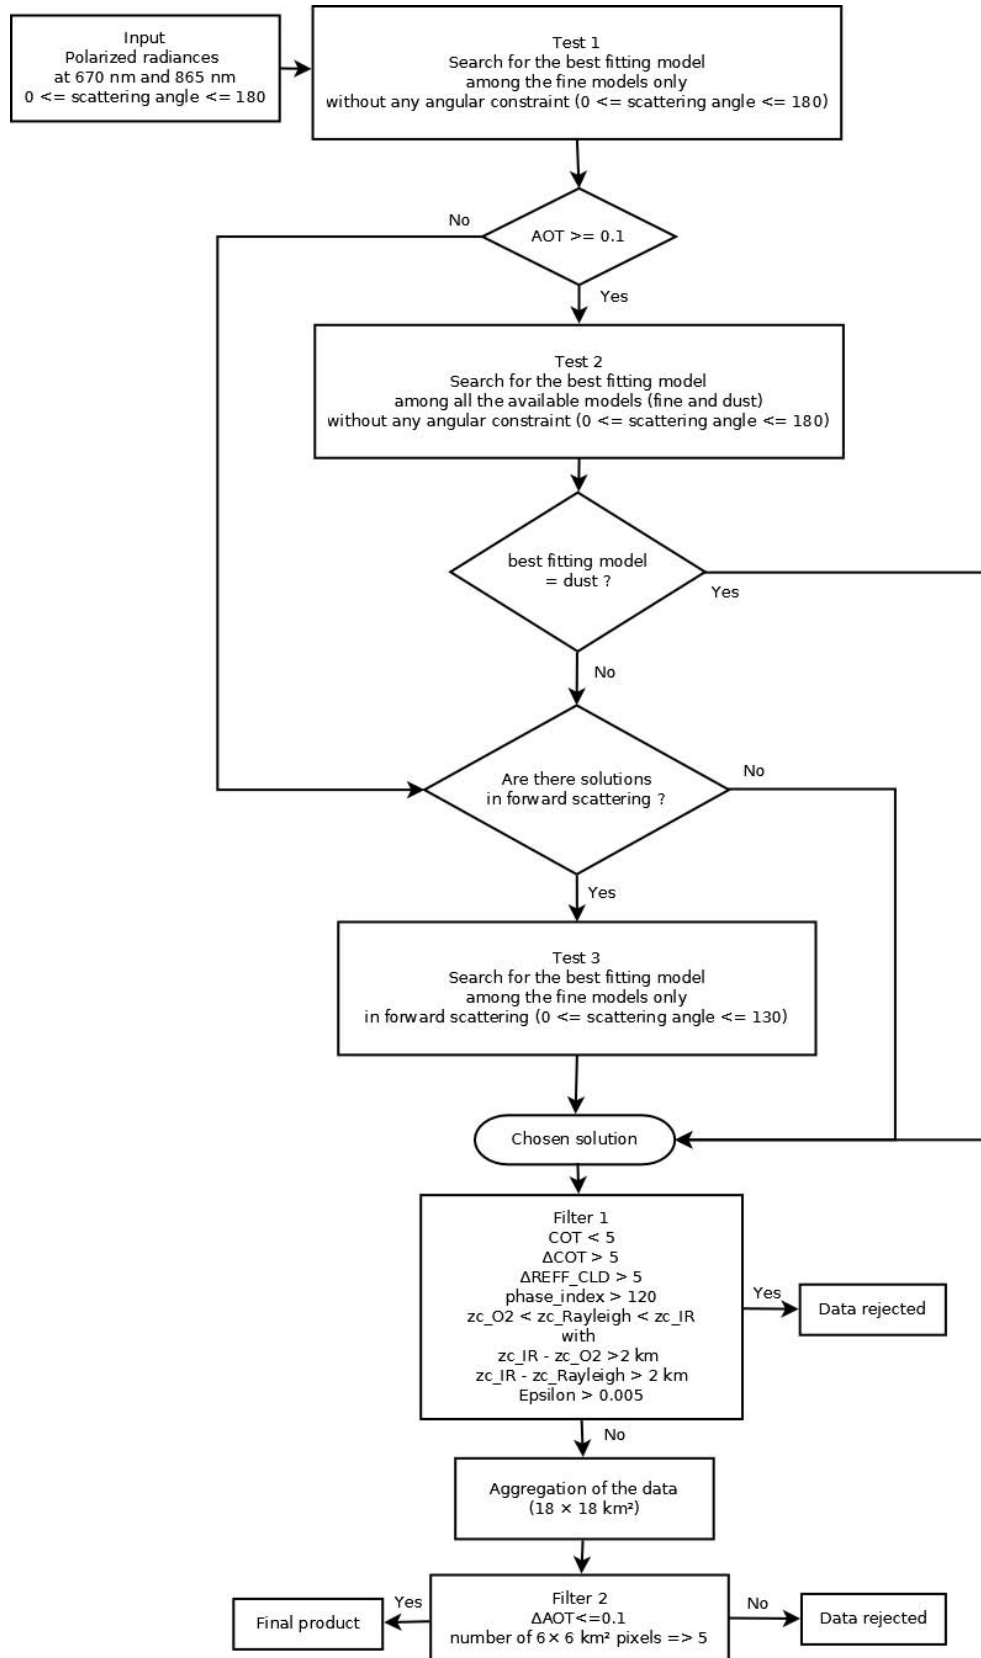 Input
Polarized radiances
at 670 nm and 865 nm
0 <= scattering angle <= 180
Test 1
Search for the best fitting model
among the fine models only
without any angular constraint (0 <= scattering angle <= 180)
No
AOT >= 0.1
Yes
Test 2
Search for the best fitting model
among all the available models (fine and dust)
without any angular constraint (0 <= scattering angle <= 180)
best fitting model
= dust ?
Yes
No
Are there solutions
in forward scattering ?
No
Yes
Test 3
Search for the best fitting model
among the fine models only
in forward scattering (0 <= scattering angle <= 130)
Chosen solution
Filter 1
COT < 5
ΔCOT > 5
ΔREFF_CLD > 5
phase_index > 120
zc_O2 < zc_Rayleigh < zc_IR
with
zc_IR - zc_O2 >2 km
zc_IR - zc_Rayleigh > 2 km
Epsilon > 0.005
Yes
Data rejected
No
Aggregation of the data
(18 × 18 km²)
Filter 2
ΔAOT<=0.1
number of 6× 6 km² pixels => 5
Yes
Final product
No
Data rejected